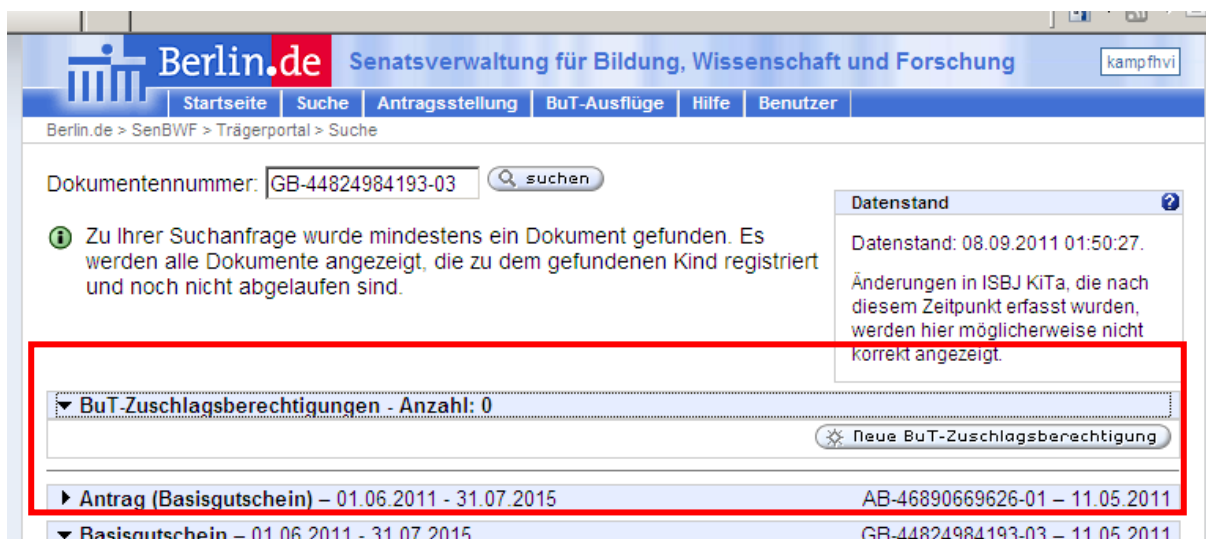 Berlin.de Senatsverwaltung für Bildung, Wissenschaft und Forschung kampfhvi
Startseite Suche Antragsstellung BuT-Ausflüge Hilfe Benutzer
Berlin.de > SenBWF > Trägerportal > Suche
Dokumentennummer: GB-44824984193-03 suchen
Zu Ihrer Suchanfrage wurde mindestens ein Dokument gefunden. Es
werden alle Dokumente angezeigt, die zu dem gefundenen Kind registriert
und noch nicht abgelaufen sind.
Datenstand
Datenstand: 08.09.2011 01:50:27.
Änderungen in ISBJ KiTa, die nach
diesem Zeitpunkt erfasst wurden,
werden hier möglicherweise nicht
korrekt angezeigt.
BuT-Zuschlagsberechtigungen - Anzahl: 0
Neue BuT-Zuschlagsberechtigung
Antrag (Basisgutschein) – 01.06.2011 - 31.07.2015 AB-46890669626-01 – 11.05.2011
Basisgutschein – 01.06.2011 - 31.07.2015 GB-44824984193-03 – 11.05.2011